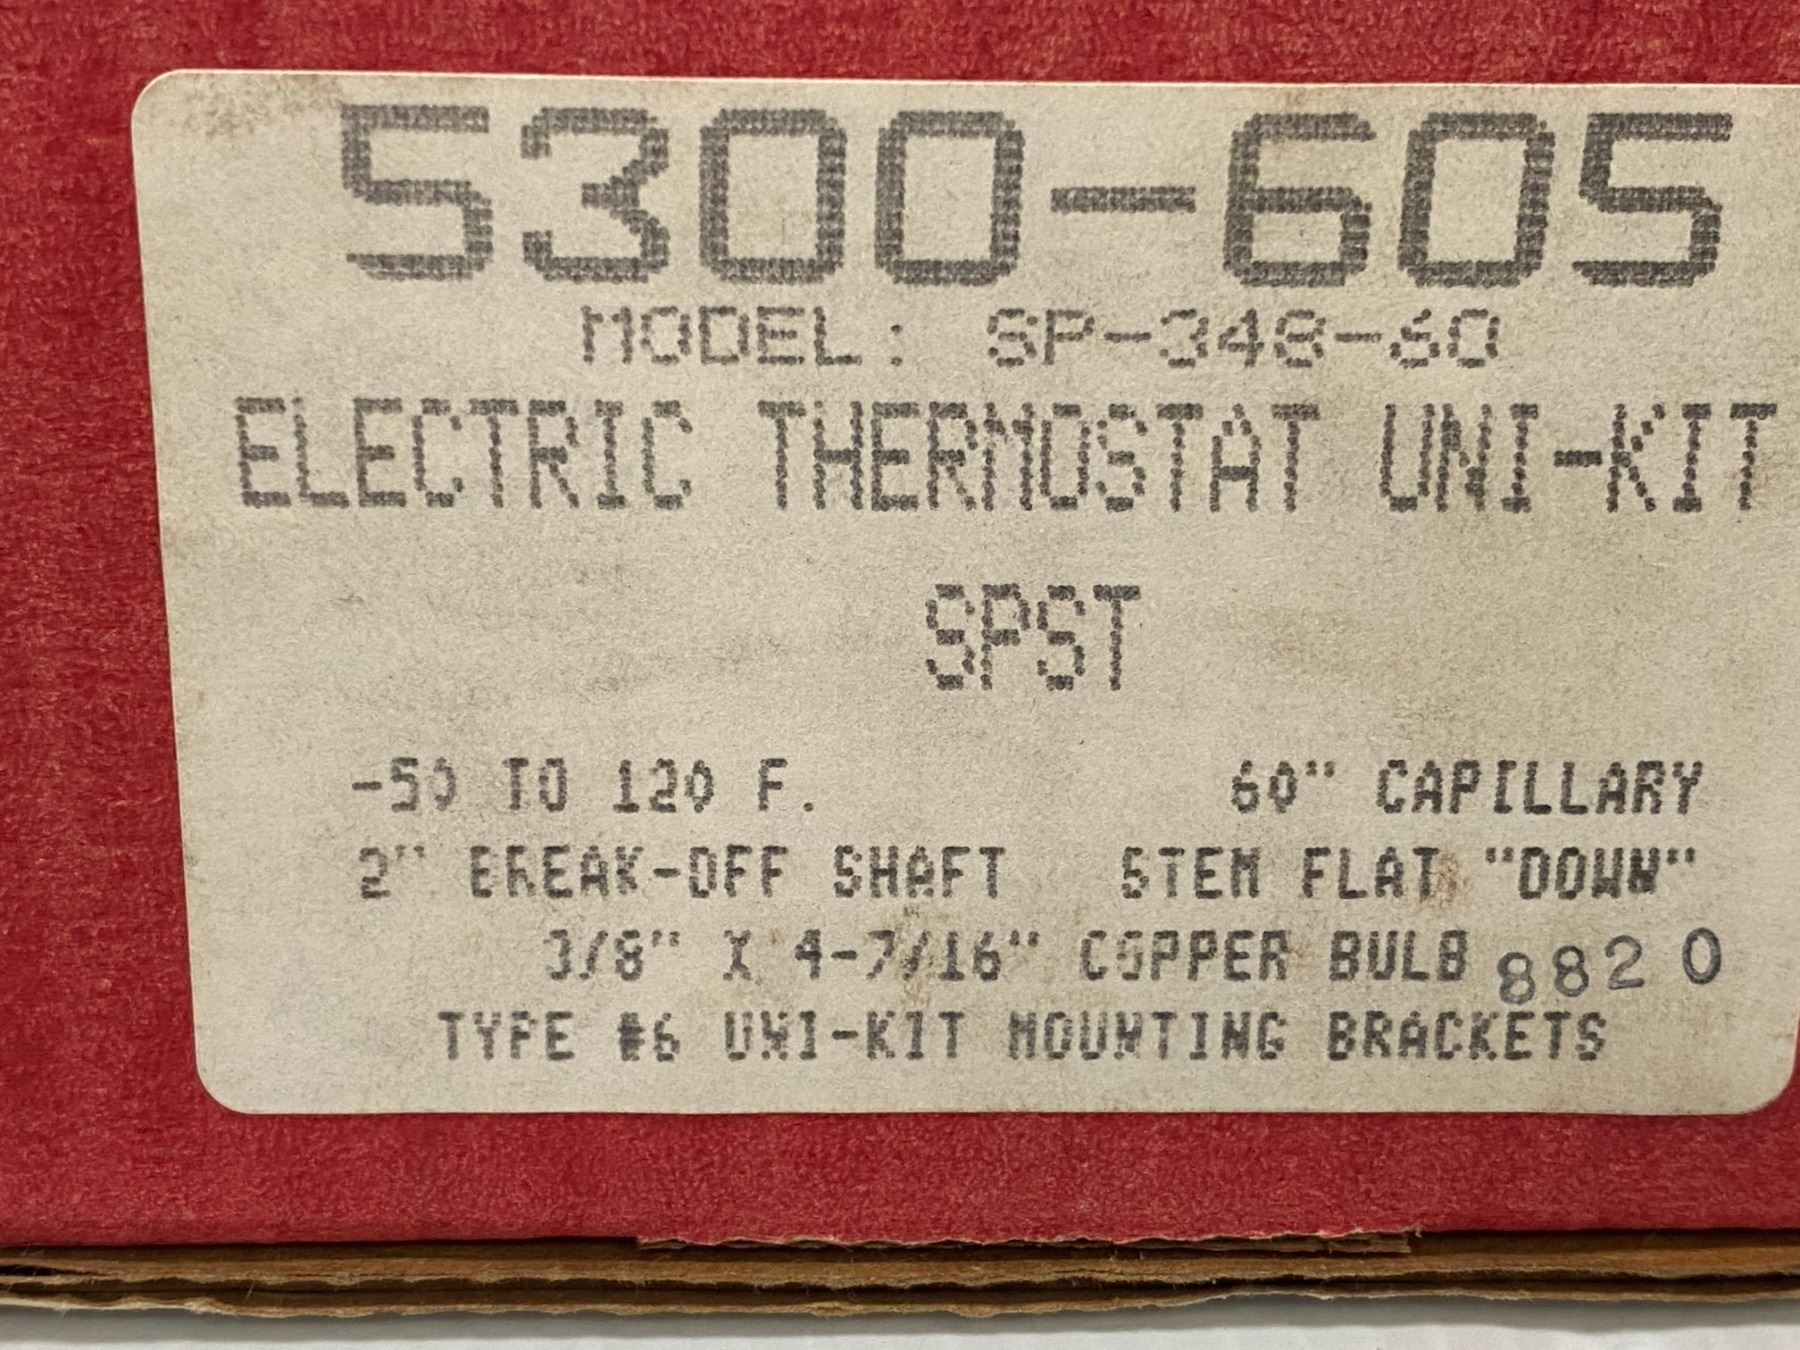 5300-605
MODEL: SP-348-60
ELECTRIC THERMOSTAT UNI-KIT
SPST
-50 TO 120 F. 60" CAPILLARY
2" BREAK-OFF SHAFT STEM FLAT "DOWN"
3/8" X 4-7/16" COPPER BULB 8820
TYPE #6 UNI-KIT MOUNTING BRACKETS